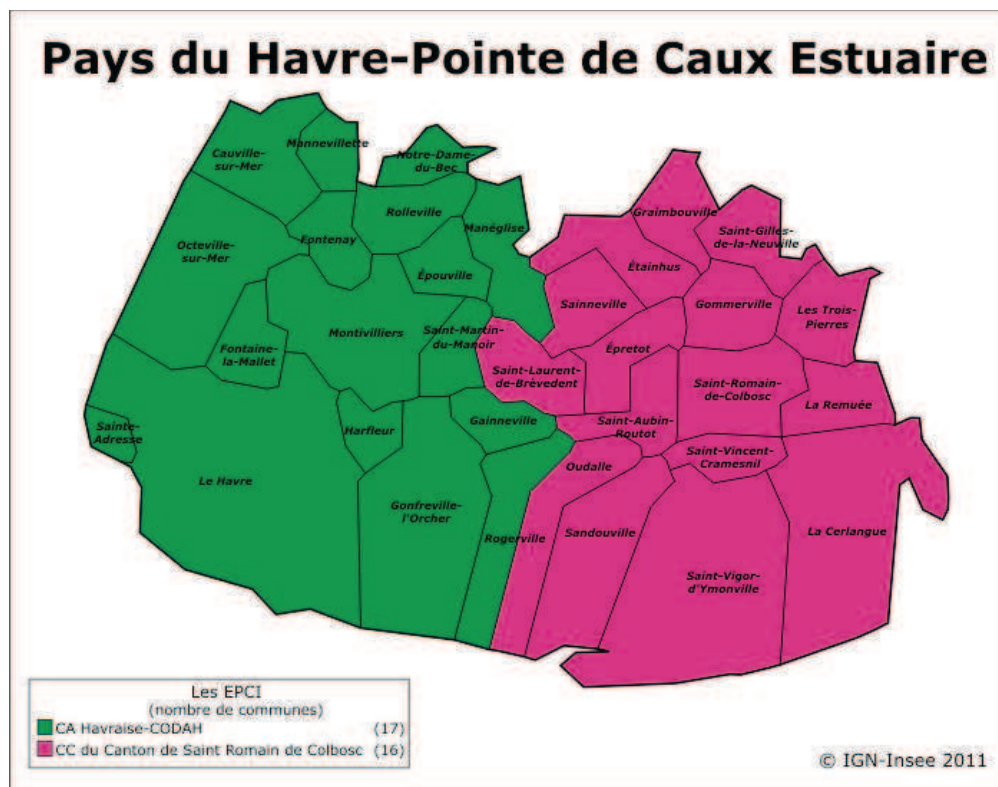 Pays du Havre-Pointe de Caux Estuaire
Mannevillette
Cauville-
sur-Mer
Notre-Dame-
du-Bec
Rolleville
Manéglise
Graimbouville
Saint-Gilles-
de-la-Neuville
Octeville-
sur-Mer
Fontenay
Épouville
Étainhus
Sainneville
Gommerville
Les Trois-
Pierres
Montivilliers
Saint-Martin-
du-Manoir
Fontaine-
la-Mallet
Épretot
Saint-Laurent-
de-Brèvedent
Saint-Romain-
de-Colbosc
La Remuée
Sainte-
Adresse
Harfleur
Gainneville
Saint-Aubin-
Routot
Saint-Vincent-
Cramesnil
Oudalle
Le Havre
Gonfreville-
l'Orcher
Rogerville
Sandouville
La Cerlangue
Saint-Vigor-
d'Ymonville
Les EPCI
(nombre de communes)
CA Havraise-CODAH (17)
CC du Canton de Saint Romain de Colbosc (16)
© IGN-Insee 2011